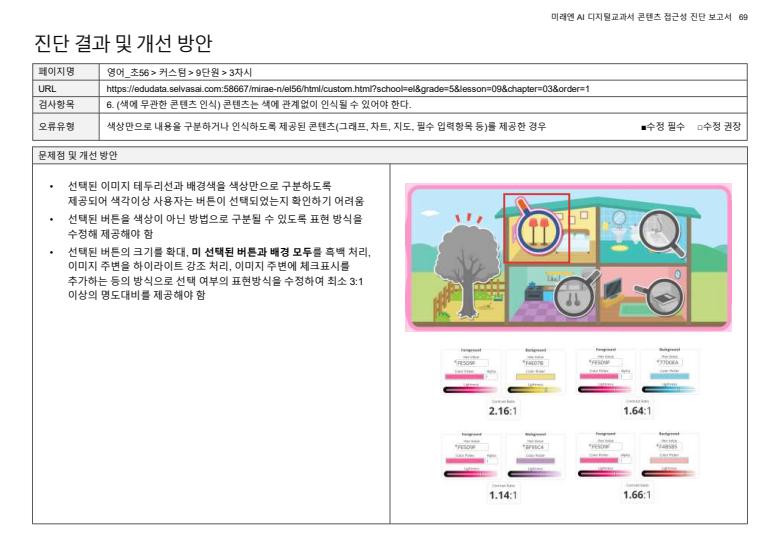 미래엔 AI 디지털교과서 콘텐츠 접근성 진단 보고서 69
진단 결과 및 개선 방안
페이지명 영어_초56 > 커스텀 > 9단원 > 3차시
URL https://edudata.selvasai.com:58667/mirae-n/el56/html/custom.html?school=el&grade=5&lesson=09&chapter=03&order=1
검사항목 6. (색에 무관한 콘텐츠 인식) 콘텐츠는 색에 관계없이 인식될 수 있어야 한다.
오류유형 색상만으로 내용을 구분하거나 인식하도록 제공된 콘텐츠(그래프, 차트, 지도, 필수 입력항목 등)를 제공한 경우 ■수정 필수 □수정 권장
문제점 및 개선 방안
• 선택된 이미지 테두리선과 배경색을 색상만으로 구분하도록
제공되어 색각이상 사용자는 버튼이 선택되었는지 확인하기 어려움
• 선택된 버튼을 색상이 아닌 방법으로 구분될 수 있도록 표현 방식을
수정해 제공해야 함
• 선택된 버튼의 크기를 확대, 미 선택된 버튼과 배경 모두를 흑백 처리,
이미지 주변을 하이라이트 강조 처리, 이미지 주변에 체크표시를
추가하는 등의 방식으로 선택 여부의 표현방식을 수정하여 최소 3:1
이상의 명도대비를 제공해야 함
Foreground Background Foreground Background
Hex Value Hex Value Hex Value Hex Value
#FE5D9F #F4E07B #FE5D9F #77D0EA
Color Picker Alpha Color Picker Color Picker Alpha Color Picker
1 1
Lightness Lightness Lightness Lightness
Contrast Ratio Contrast Ratio
2.16:1 1.64:1
Foreground Background Foreground Background
Hex Value Hex Value Hex Value Hex Value
#FE5D9F #BF95C4 #FE5D9F #F4B5B5
Color Picker Alpha Color Picker Color Picker Alpha Color Picker
1 1
Lightness Lightness Lightness Lightness
Contrast Ratio Contrast Ratio
1.14:1 1.66:1